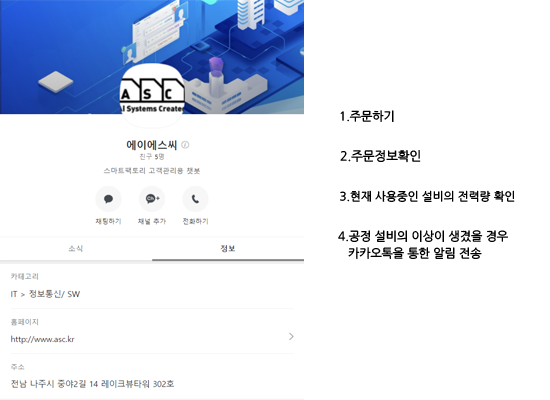 A S C
AI Systems Created
에이에스씨
친구 5명
스마트팩토리 고객관리용 챗봇
Ch+
채팅하기 채널 추가 전화하기
소식 정보
카테고리
IT > 정보통신/ SW
홈페이지
http://www.asc.kr
주소
전남 나주시 중야2길 14 레이크뷰타워 302호
1.주문하기
2.주문정보확인
3.현재 사용중인 설비의 전력량 확인
4.공정 설비의 이상이 생겼을 경우
카카오톡을 통한 알림 전송